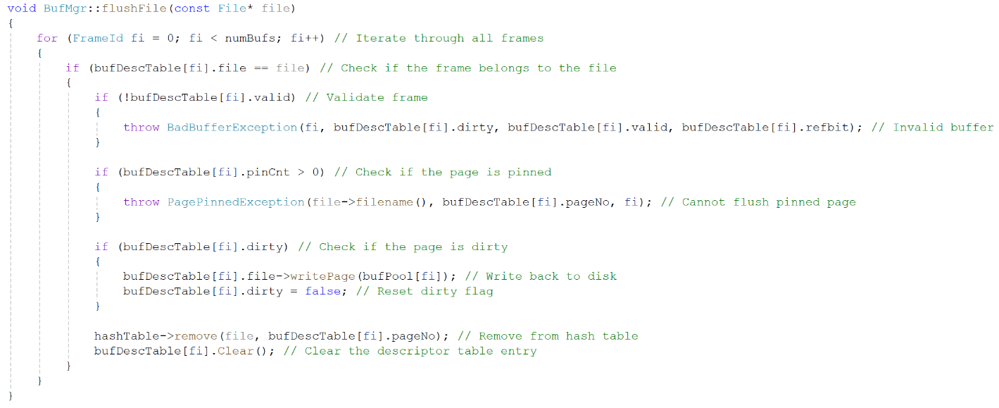 void BufMgr::flushFile(const File* file)
{
    for (FrameId fi = 0; fi < numBufs; fi++) // Iterate through all frames
    {
        if (bufDescTable[fi].file == file) // Check if the frame belongs to the file
        {
            if (!bufDescTable[fi].valid) // Validate frame
            {
                throw BadBufferException(fi, bufDescTable[fi].dirty, bufDescTable[fi].valid, bufDescTable[fi].refbit); // Invalid buffer
            }

            if (bufDescTable[fi].pinCnt > 0) // Check if the page is pinned
            {
                throw PagePinnedException(file->filename(), bufDescTable[fi].pageNo, fi); // Cannot flush pinned page
            }

            if (bufDescTable[fi].dirty) // Check if the page is dirty
            {
                bufDescTable[fi].file->writePage(bufPool[fi]); // Write back to disk
                bufDescTable[fi].dirty = false; // Reset dirty flag
            }

            hashTable->remove(file, bufDescTable[fi].pageNo); // Remove from hash table
            bufDescTable[fi].Clear(); // Clear the descriptor table entry
        }
    }
}